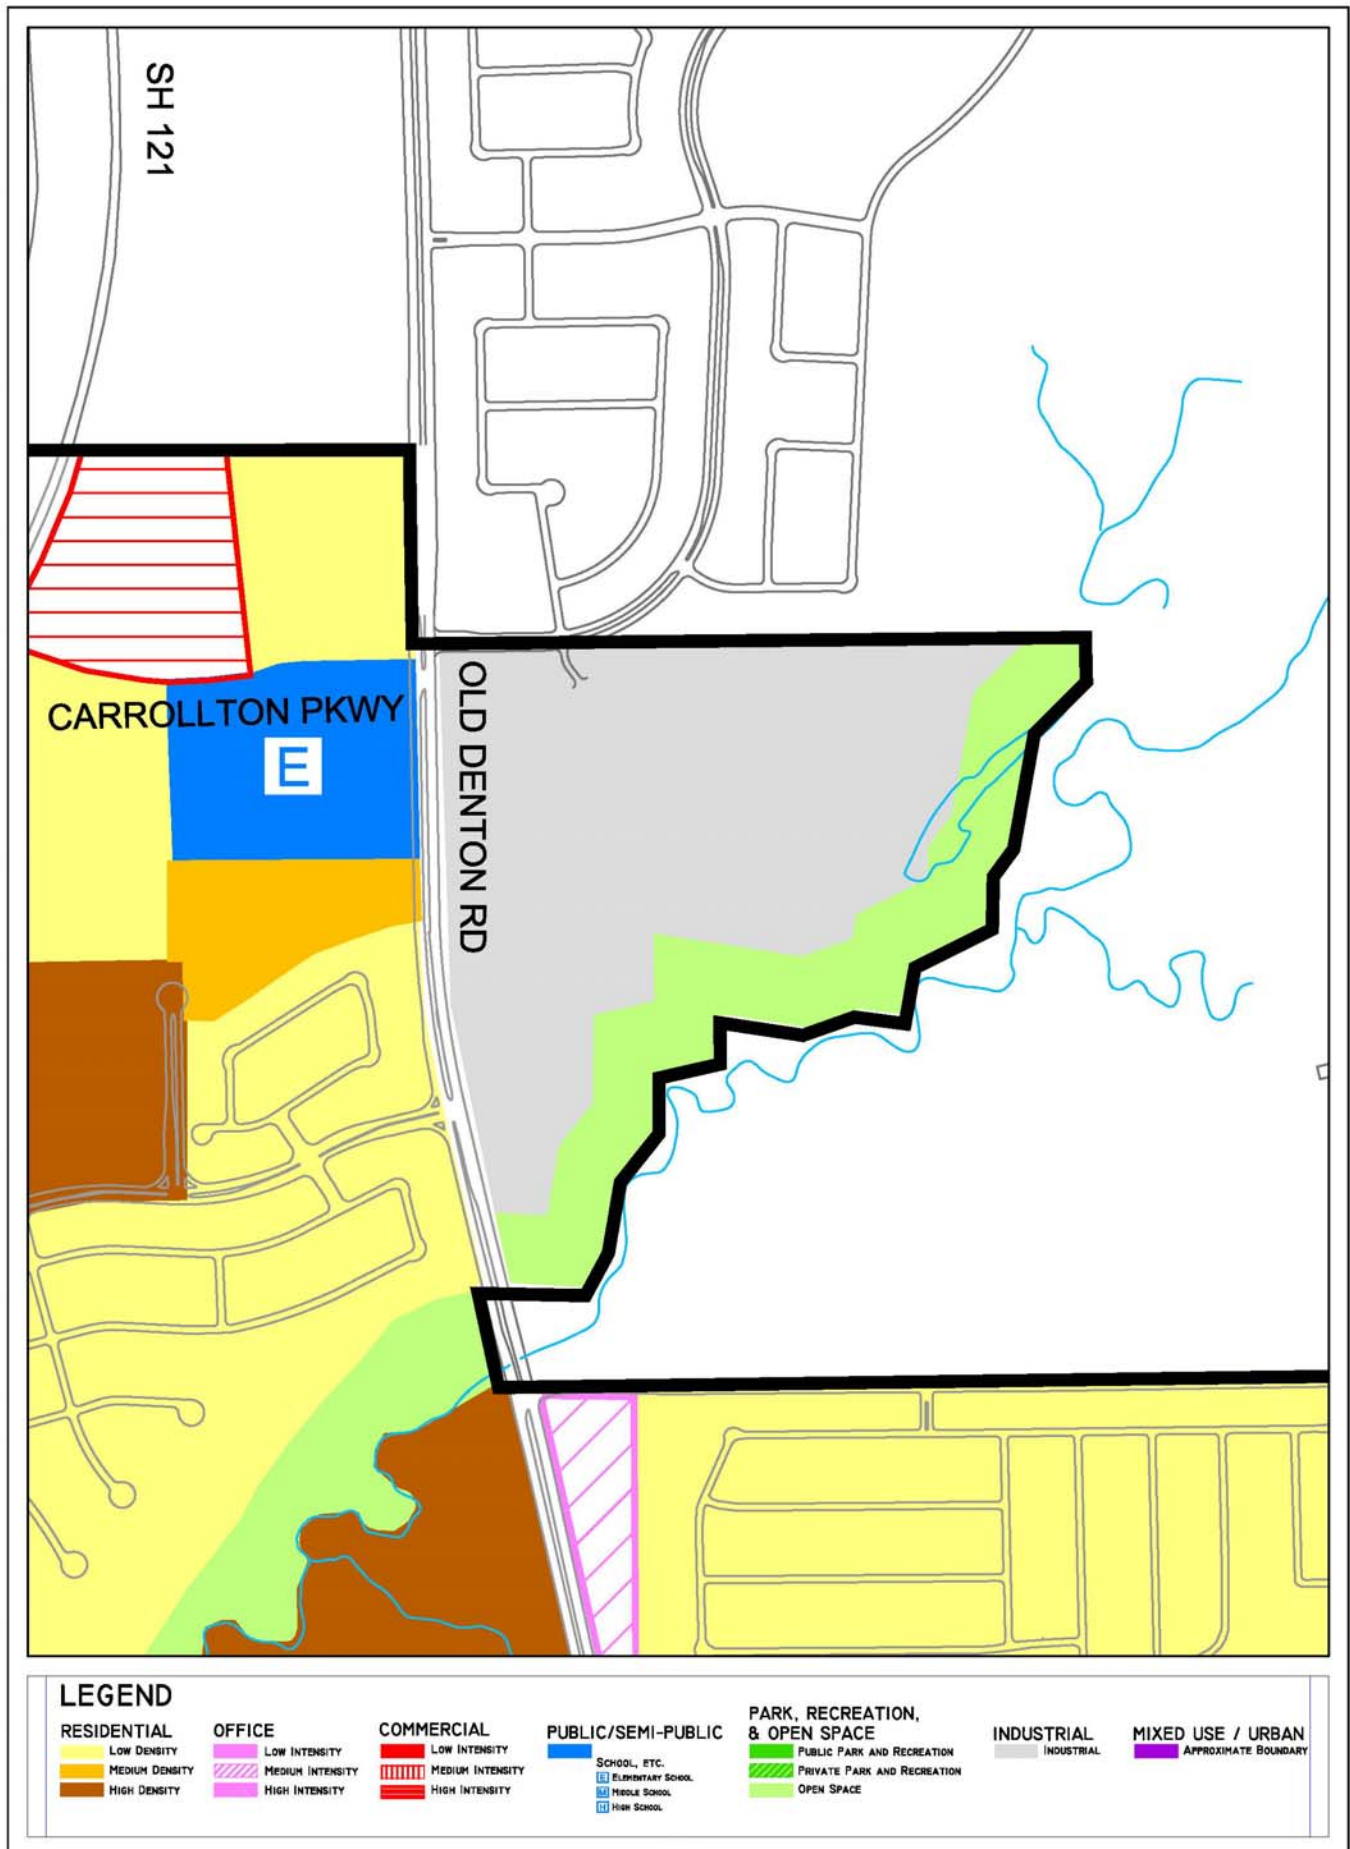 SH 121
CARROLLTON PKWY
E
OLD DENTON RD
LEGEND
RESIDENTIAL
LOW DENSITY
MEDIUM DENSITY
HIGH DENSITY
OFFICE
LOW INTENSITY
MEDIUM INTENSITY
HIGH INTENSITY
COMMERCIAL
LOW INTENSITY
MEDIUM INTENSITY
HIGH INTENSITY
PUBLIC/SEMI-PUBLIC
SCHOOL, ETC.
E ELEMENTARY SCHOOL
M MIDDLE SCHOOL
H HIGH SCHOOL
PARK, RECREATION,
& OPEN SPACE
PUBLIC PARK AND RECREATION
PRIVATE PARK AND RECREATION
OPEN SPACE
INDUSTRIAL
INDUSTRIAL
MIXED USE / URBAN
APPROXIMATE BOUNDARY